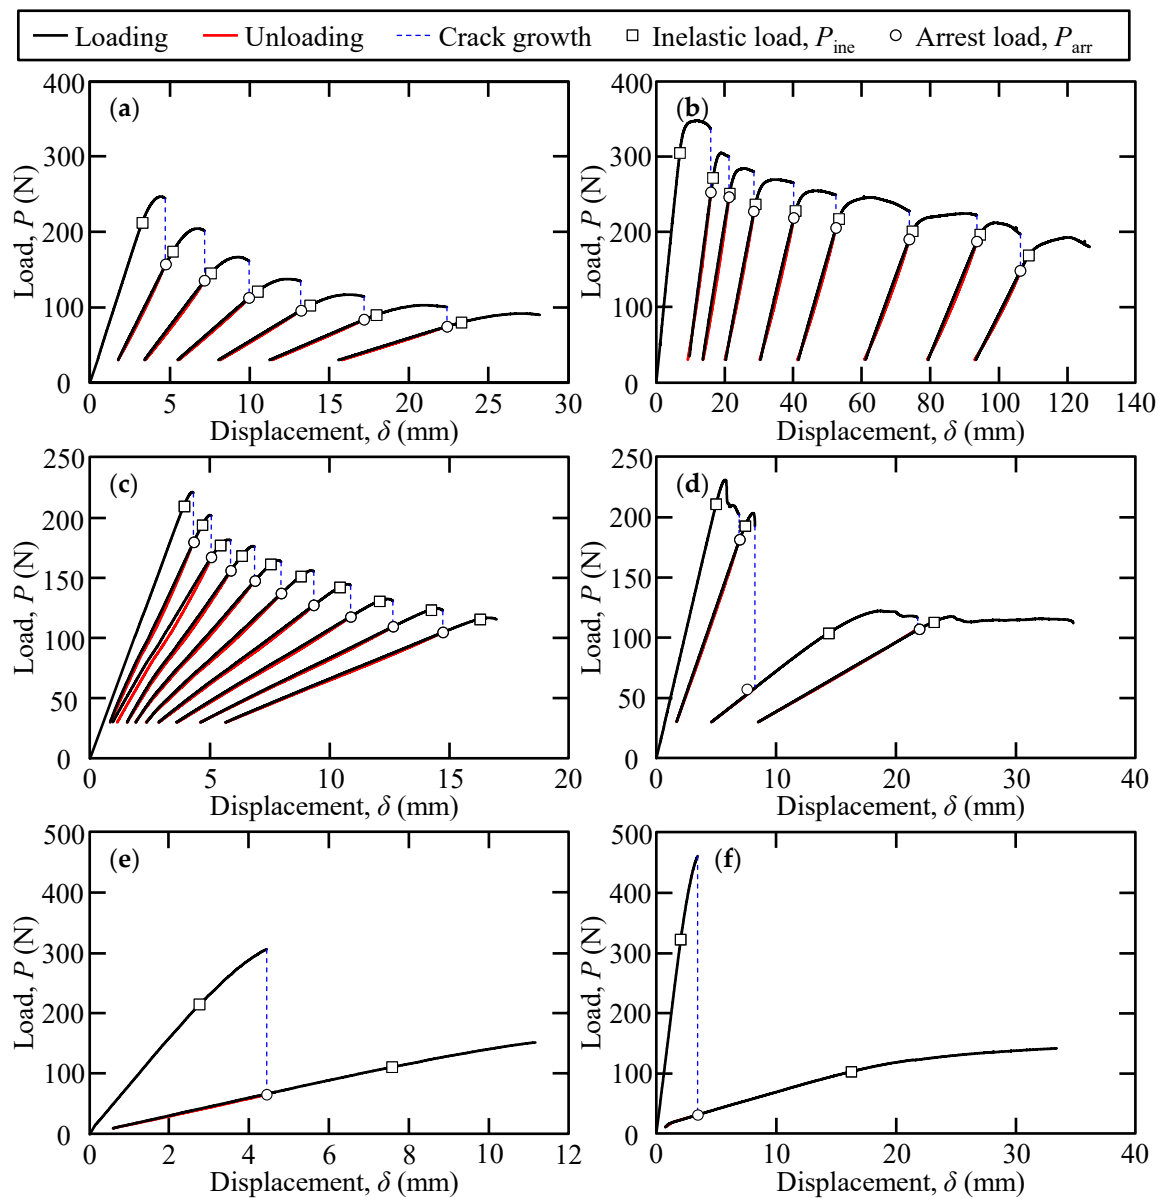 Loading Unloading Crack growth Inelastic load, Pine Arrest load, Parr
(a)
400
300
200
100
0
0 5 10 15 20 25 30
Load, P (N)
Displacement, δ (mm)
(b)
400
300
200
100
0
0 20 40 60 80 100 120 140
Load, P (N)
Displacement, δ (mm)
(c)
250
200
150
100
50
0
0 5 10 15 20
Load, P (N)
Displacement, δ (mm)
(d)
250
200
150
100
50
0
0 10 20 30 40
Load, P (N)
Displacement, δ (mm)
(e)
500
400
300
200
100
0
0 2 4 6 8 10 12
Load, P (N)
Displacement, δ (mm)
(f)
500
400
300
200
100
0
0 10 20 30 40
Load, P (N)
Displacement, δ (mm)